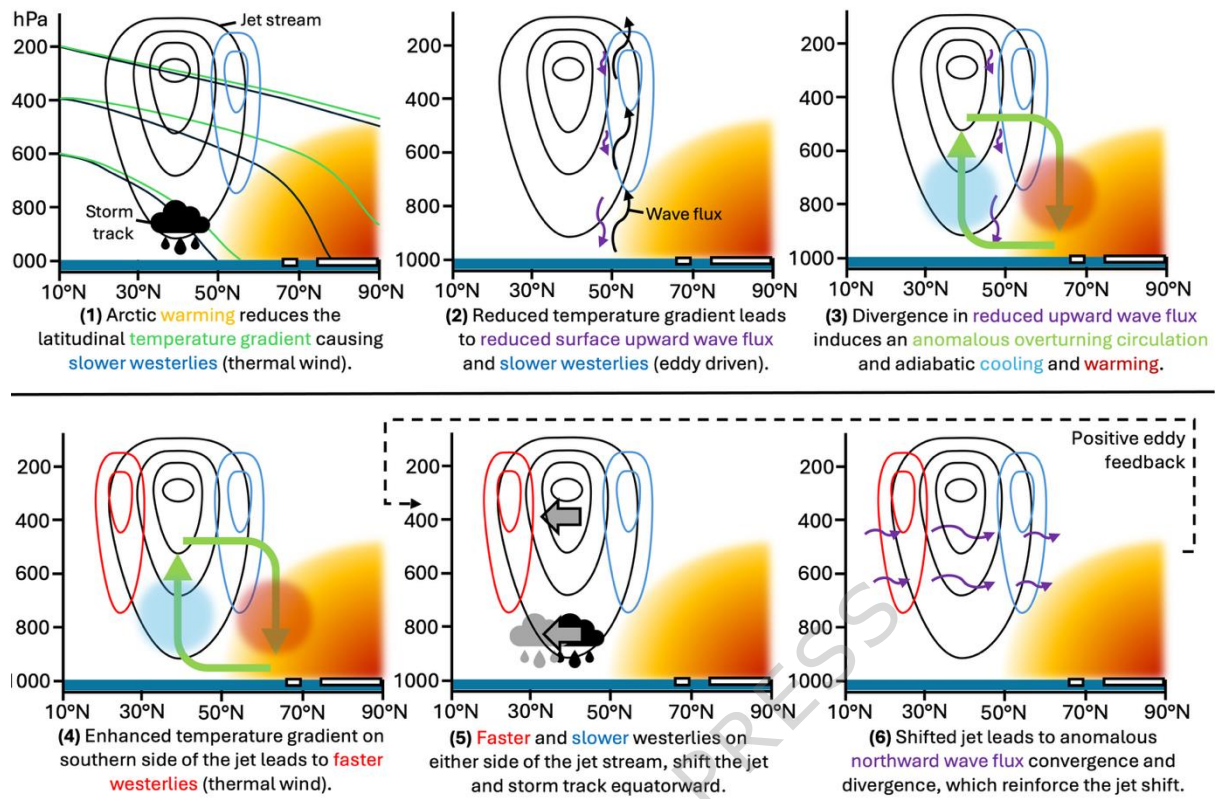 hPa
Jet stream
200
400
600
800
Storm
track
000
10°N 30°N 50°N 70°N 90°N
(1) Arctic warming reduces the
latitudinal temperature gradient causing
slower westerlies (thermal wind).
200
400
600
800
1000
Wave flux
10°N 30°N 50°N 70°N 90°N
(2) Reduced temperature gradient leads
to reduced surface upward wave flux
and slower westerlies (eddy driven).
200
400
600
800
1000
10°N 30°N 50°N 70°N 90°N
(3) Divergence in reduced upward wave flux
induces an anomalous overturning circulation
and adiabatic cooling and warming.
200
400
600
800
000
10°N 30°N 50°N 70°N 90°N
(4) Enhanced temperature gradient on
southern side of the jet leads to faster
westerlies (thermal wind).
200
400
600
800
1000
10°N 30°N 50°N 70°N 90°N
(5) Faster and slower westerlies on
either side of the jet stream, shift the jet
and storm track equatorward.
Positive eddy
feedback
200
400
600
800
1000
10°N 30°N 50°N 70°N 90°N
(6) Shifted jet leads to anomalous
northward wave flux convergence and
divergence, which reinforce the jet shift.
PRESS